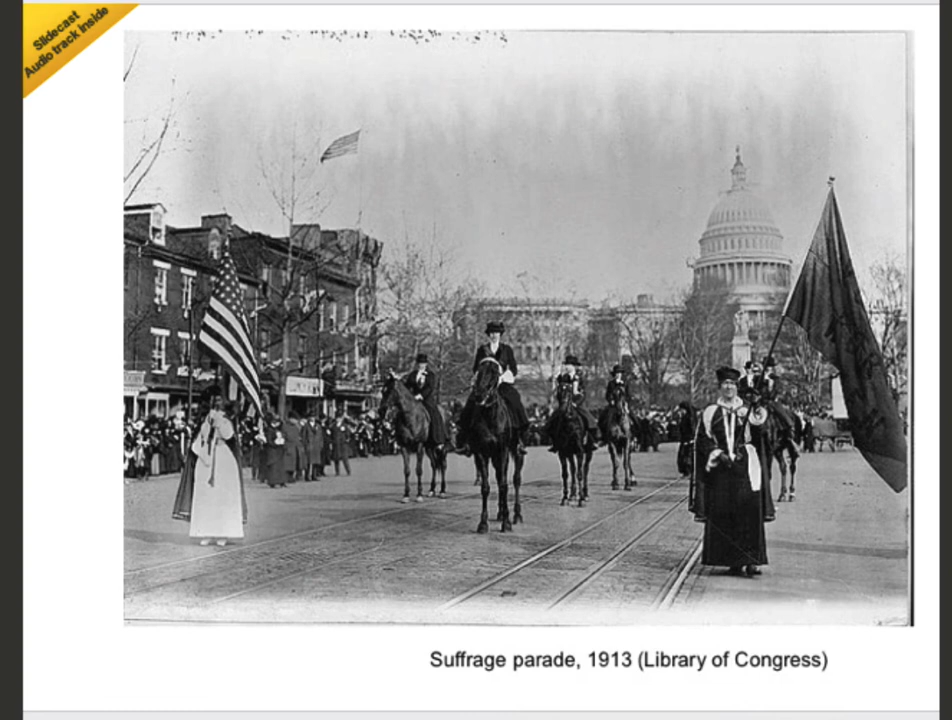 Slidecast
Audio track inside
Suffrage parade, 1913 (Library of Congress)